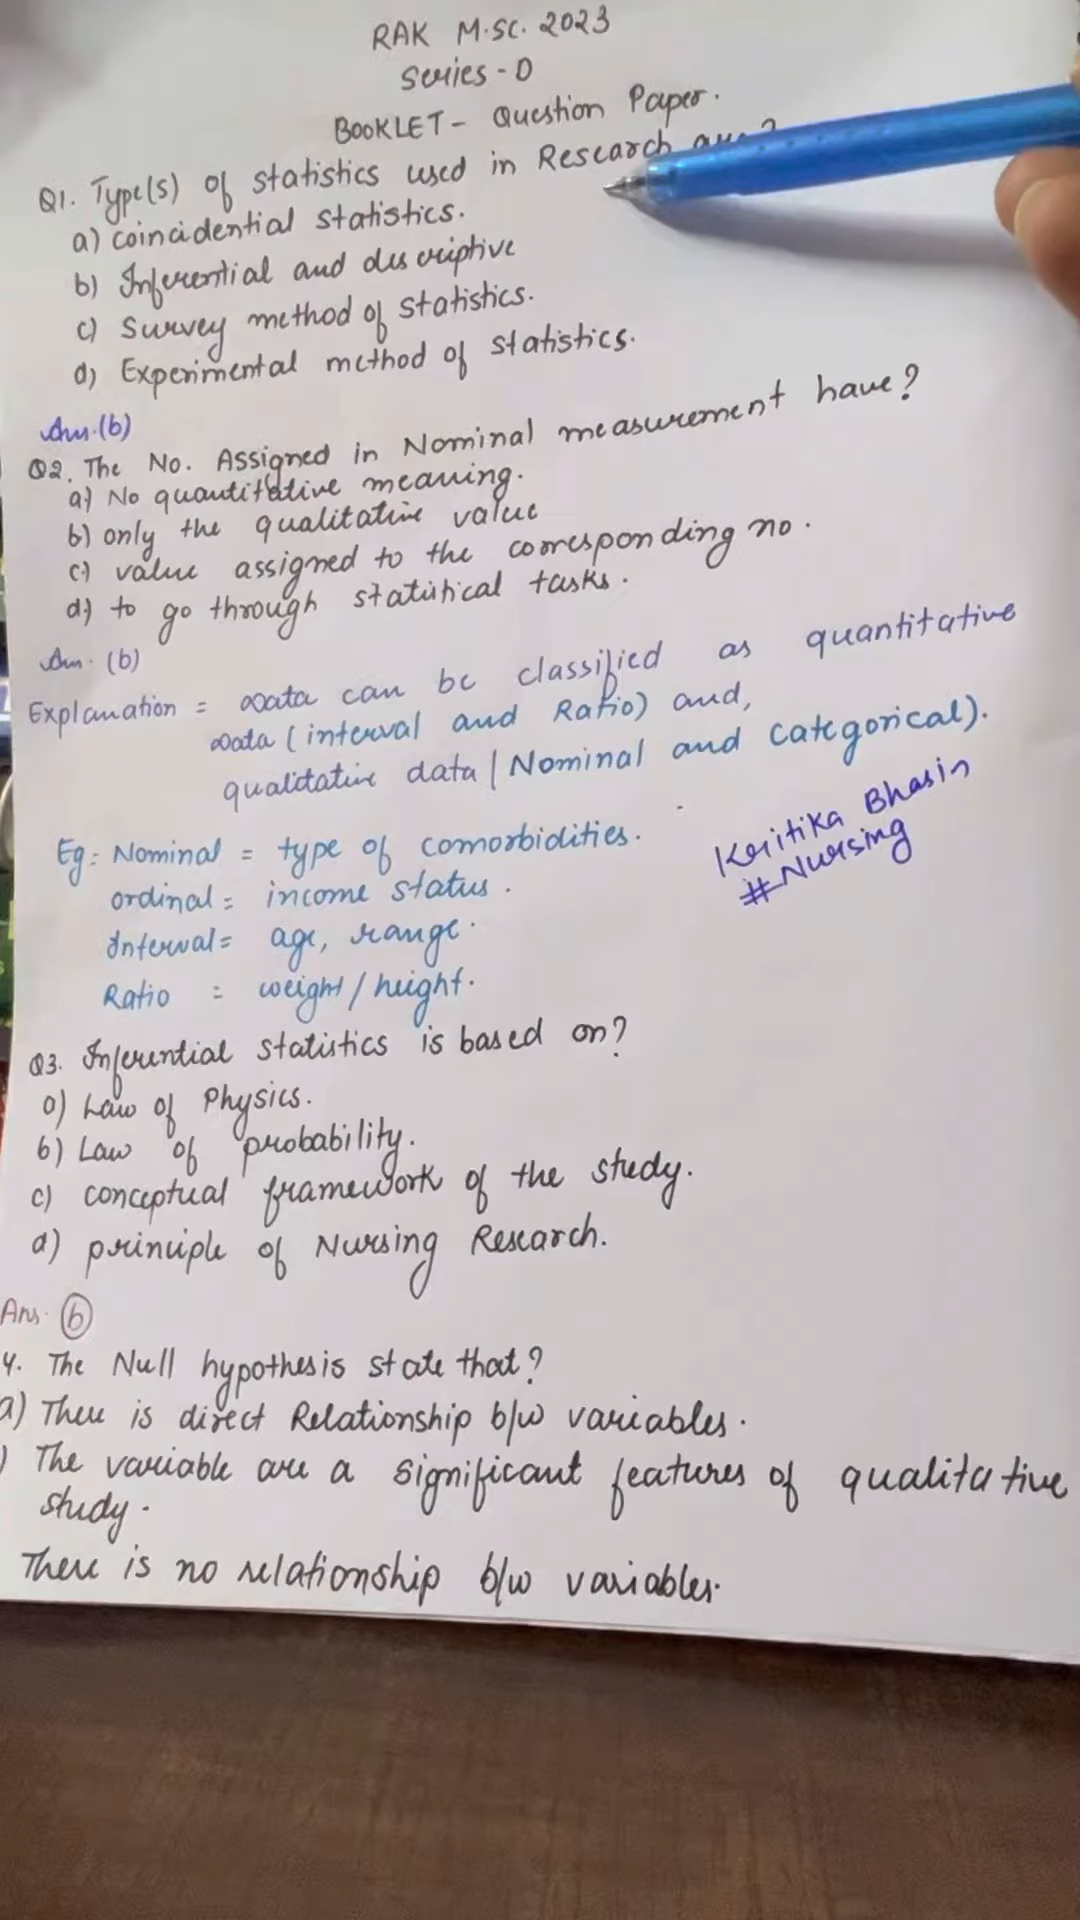 RAK M.SC. 2023
Series - D
BOOKLET - Question Paper.
Q1. Type(s) of statistics used in Research are?
a) coincidential statistics.
b) Inferential and descriptive
c) Survey method of statistics.
d) Experimental method of statistics.
Ans.(b)
Q2. The No. Assigned in Nominal measurement have?
a) No quantitative meaning.
b) only the qualitative value
c) value assigned to the corresponding no.
d) to go through statistical tasks.
Ans. (b)
Explanation = Data can be classified as quantitative
Data (interval and Ratio) and,
qualitative data (Nominal and categorical).
Kritika Bhasin
#Nursing
Eg: Nominal = type of comorbidities.
ordinal = income status.
Interval = age, range.
Ratio = weight/height.
Q3. Inferential statistics is based on?
a) Law of Physics.
b) Law of probability.
c) conceptual framework of the study.
d) principle of Nursing Research.
Ans. (b)
4. The Null hypothesis state that?
a) There is direct Relationship b/w variables.
) The variable are a significant features of qualitative
study.
There is no relationship b/w variables.